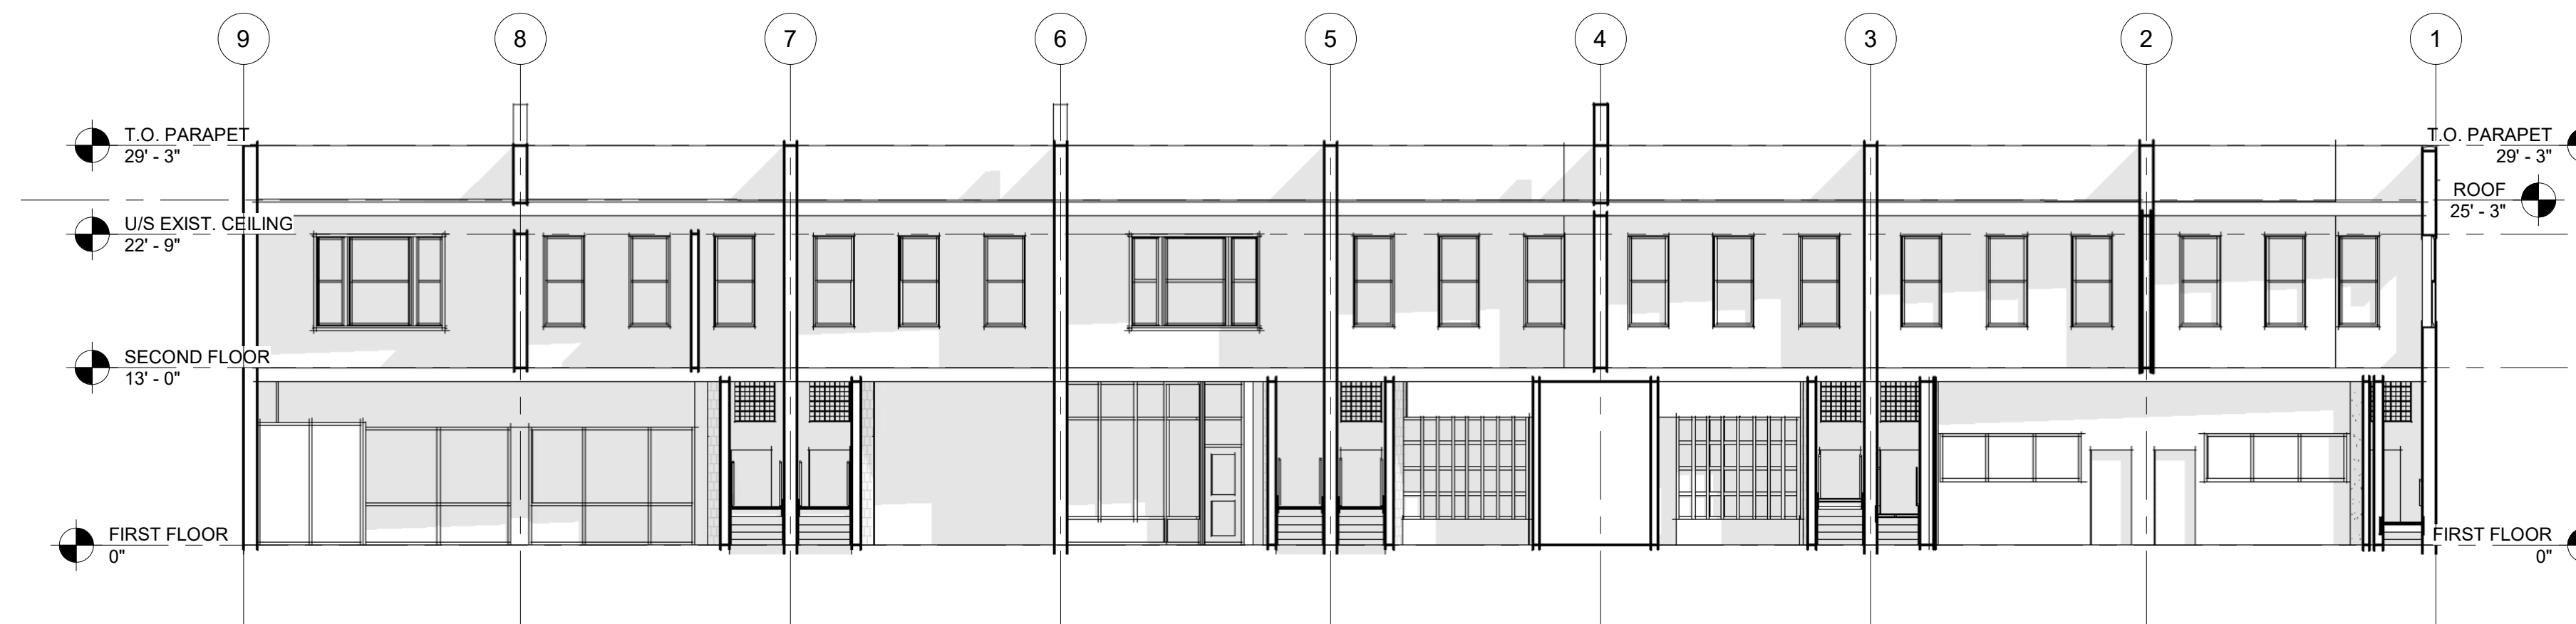 9 8 7 6 5 4 3 2 1
T.O. PARAPET
29' - 3"
U/S EXIST. CEILING
22' - 9"
SECOND FLOOR
13' - 0"
FIRST FLOOR
0"
T.O. PARAPET
29' - 3"
ROOF
25' - 3"
FIRST FLOOR
0"